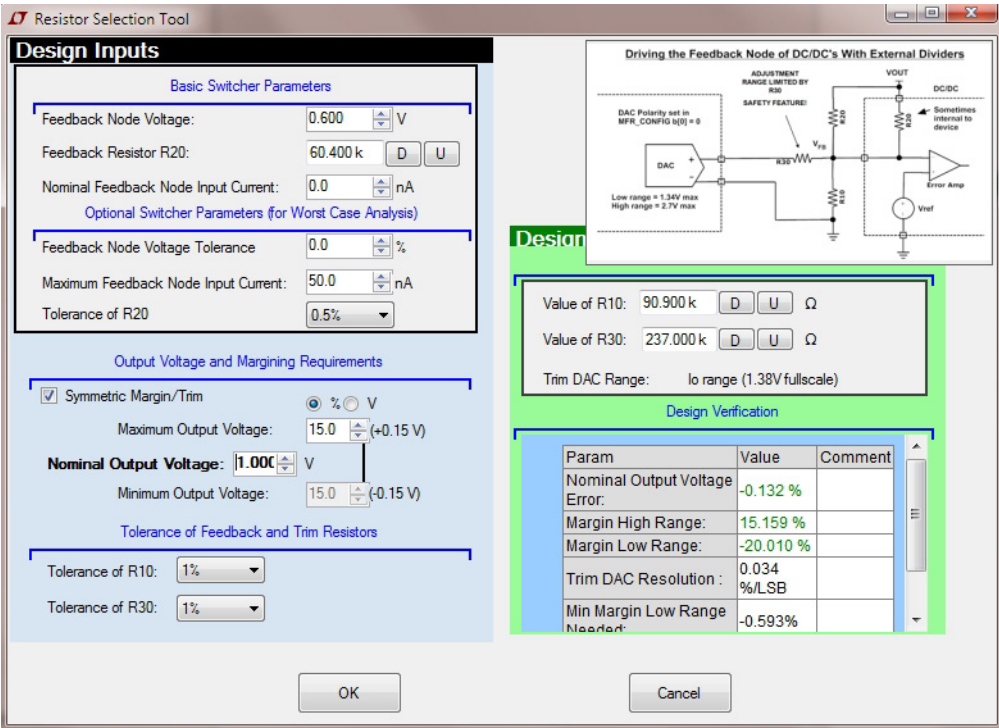 Resistor Selection Tool
Design Inputs
Basic Switcher Parameters
Feedback Node Voltage: 0.600 V
Feedback Resistor R20: 60.400 k D U
Nominal Feedback Node Input Current: 0.0 nA
Optional Switcher Parameters (for Worst Case Analysis)
Feedback Node Voltage Tolerance 0.0 %
Maximum Feedback Node Input Current: 50.0 nA
Tolerance of R20 0.5%
Output Voltage and Margining Requirements
Symmetric Margin/Trim % V
Maximum Output Voltage: 15.0 (+0.15 V)
Nominal Output Voltage: 1.000 V
Minimum Output Voltage: 15.0 (-0.15 V)
Tolerance of Feedback and Trim Resistors
Tolerance of R10: 1%
Tolerance of R30: 1%
Driving the Feedback Node of DC/DC's With External Dividers
ADJUSTMENT
RANGE LIMITED BY
R30
SAFETY FEATURE!
VOUT
DC/DC
DAC Polarity set in
MFR_CONFIG b[0] = 0
R20
R20
Sometimes
internal to
device
VFB
R30
DAC
+
-
R10
Error Amp
Low range = 1.34V max
High range = 2.7V max
Vref
Design
Value of R10: 90.900 k D U Ω
Value of R30: 237.000 k D U Ω
Trim DAC Range: lo range (1.38V fullscale)
Design Verification
Param Value Comment
Nominal Output Voltage
Error: -0.132 %
Margin High Range: 15.159 %
Margin Low Range: -20.010 %
Trim DAC Resolution : 0.034
%/LSB
Min Margin Low Range
Needed: -0.593%
OK Cancel